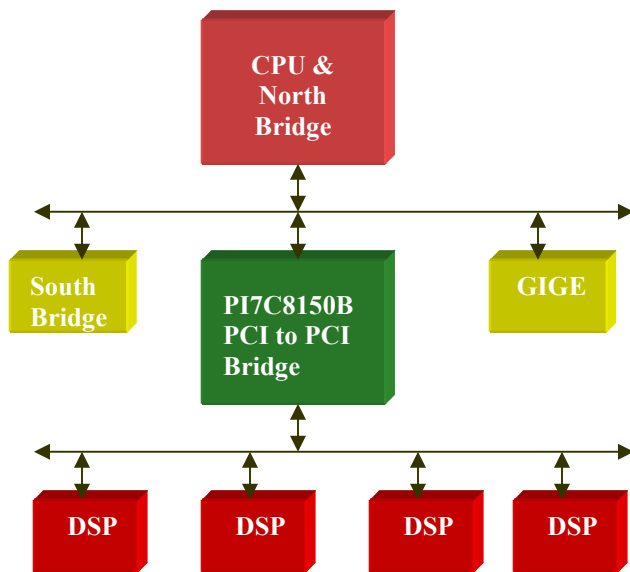 CPU &
North
Bridge
South
Bridge
PI7C8150B
PCI to PCI
Bridge
GIGE
DSP
DSP
DSP
DSP